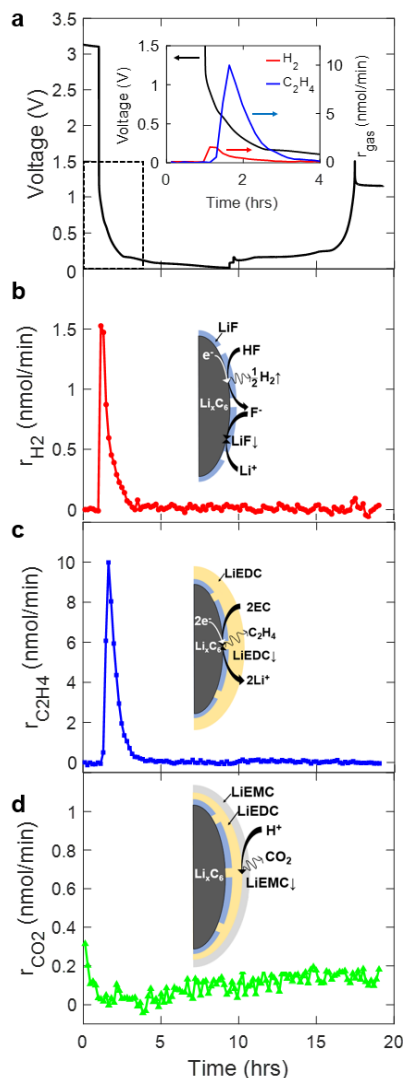 a
Voltage (V)
3
2.5
2
1.5
1
0.5
0
Voltage (V)
1.5
1
0.5
0
H2
C2H4
10
5
0
rgas (nmol/min)
0 2 4
Time (hrs)
b
rH2 (nmol/min)
1.5
1
0.5
0
LiF
e-
HF
½H2↑
LixC6
F-
LiF↓
Li+
c
rC2H4 (nmol/min)
10
8
6
4
2
0
LiEDC
2EC
2e-
C2H4
LixC6
LiEDC↓
2Li+
d
rCO2 (nmol/min)
1
0.8
0.6
0.4
0.2
0
LiEMC
LiEDC
H+
CO2
LixC6
LiEMC↓
0 5 10 15 20
Time (hrs)